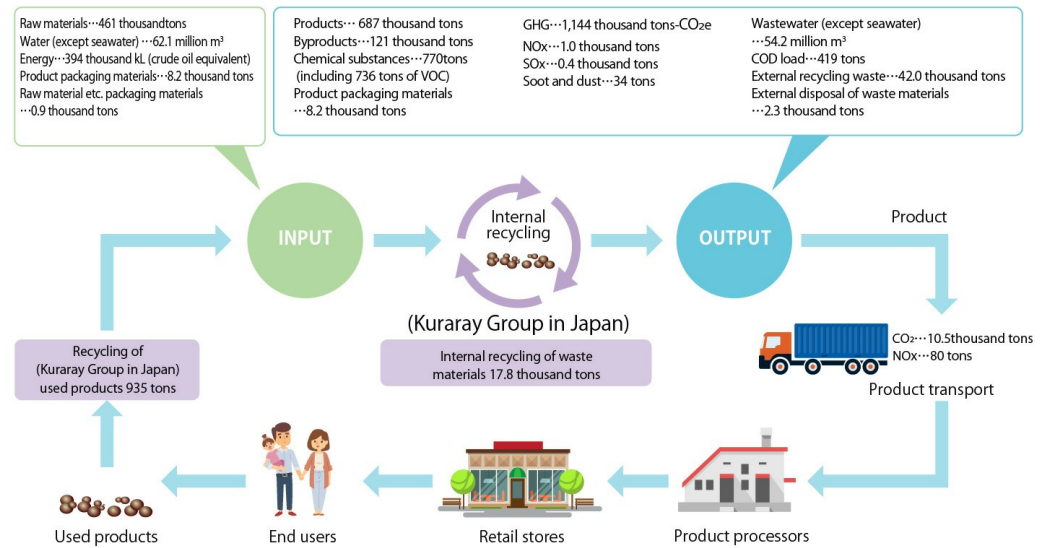 Raw materials⋯461 thousandtons
Water (except seawater) ⋯62.1 million m³
Energy⋯394 thousand kL (crude oil equivalent)
Product packaging materials⋯8.2 thousand tons
Raw material etc. packaging materials
⋯0.9 thousand tons
Products⋯ 687 thousand tons
Byproducts⋯121 thousand tons
Chemical substances⋯770tons
(including 736 tons of VOC)
Product packaging materials
⋯8.2 thousand tons
GHG⋯1,144 thousand tons-CO₂e
NOx⋯1.0 thousand tons
SOx⋯0.4 thousand tons
Soot and dust⋯34 tons
Wastewater (except seawater)
⋯54.2 million m³
COD load⋯419 tons
External recycling waste⋯42.0 thousand tons
External disposal of waste materials
⋯2.3 thousand tons
INPUT
Internal
recycling
OUTPUT
Product
(Kuraray Group in Japan)
Internal recycling of waste
materials 17.8 thousand tons
CO₂⋯10.5thousand tons
NOx⋯80 tons
Product transport
Recycling of
(Kuraray Group in Japan)
used products 935 tons
Used products
End users
Retail stores
Product processors